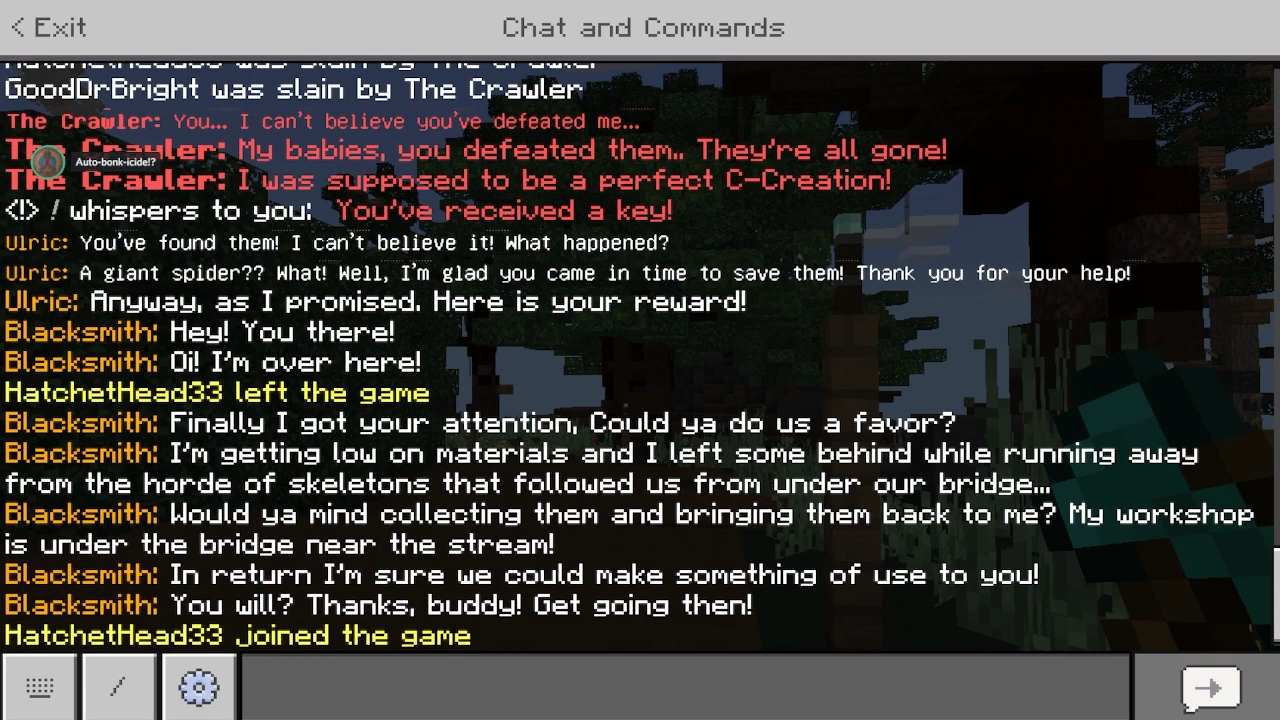 < Exit
Chat and Commands
HatchetHead33 was slain by The Crawler
GoodDrBright was slain by The Crawler
The Crawler: You... I can't believe you've defeated me...
The Crawler: My babies, you defeated them.. They're all gone!
Auto-bonk-icide!?
The Crawler: I was supposed to be a perfect C-Creation!
<!> / whispers to you: You've received a key!
Ulric: You've found them! I can't believe it! What happened?
Ulric: A giant spider?? What! Well, I'm glad you came in time to save them! Thank you for your help!
Ulric: Anyway, as I promised. Here is your reward!
Blacksmith: Hey! You there!
Blacksmith: Oi! I'm over here!
HatchetHead33 left the game
Blacksmith: Finally I got your attention, Could ya do us a favor?
Blacksmith: I'm getting low on materials and I left some behind while running away
from the horde of skeletons that followed us from under our bridge...
Blacksmith: Would ya mind collecting them and bringing them back to me? My workshop
is under the bridge near the stream!
Blacksmith: In return I'm sure we could make something of use to you!
Blacksmith: You will? Thanks, buddy! Get going then!
HatchetHead33 joined the game
/